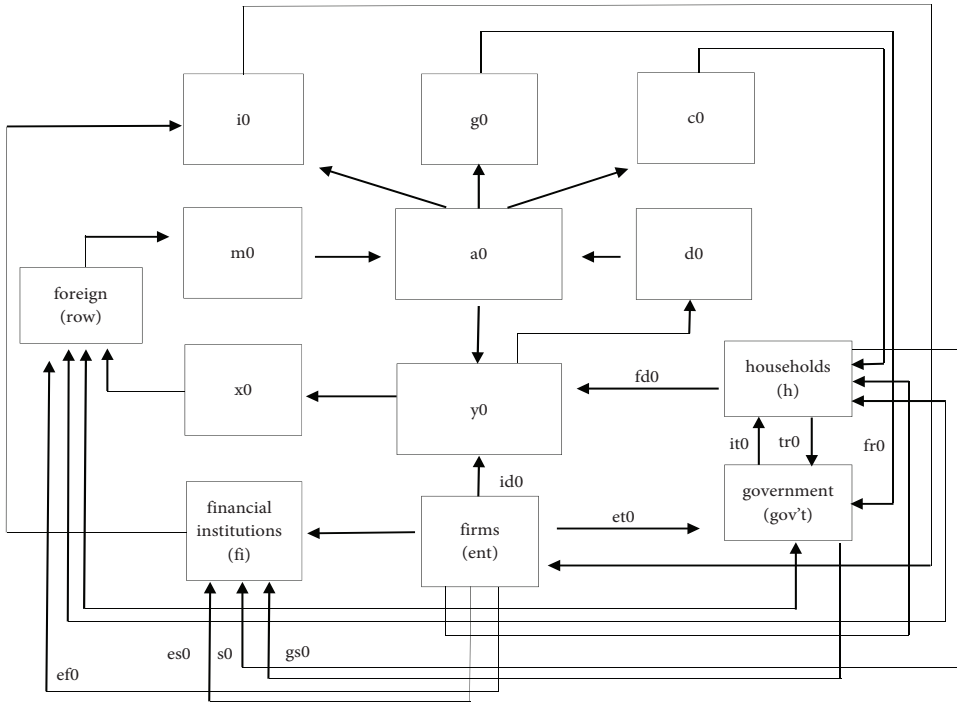 i0
g0
c0
m0
a0
d0
foreign
(row)
x0
y0
fd0
households
(h)
it0
tr0
fr0
id0
financial
institutions
(fi)
firms
(ent)
et0
government
(gov't)
es0
s0
gs0
ef0